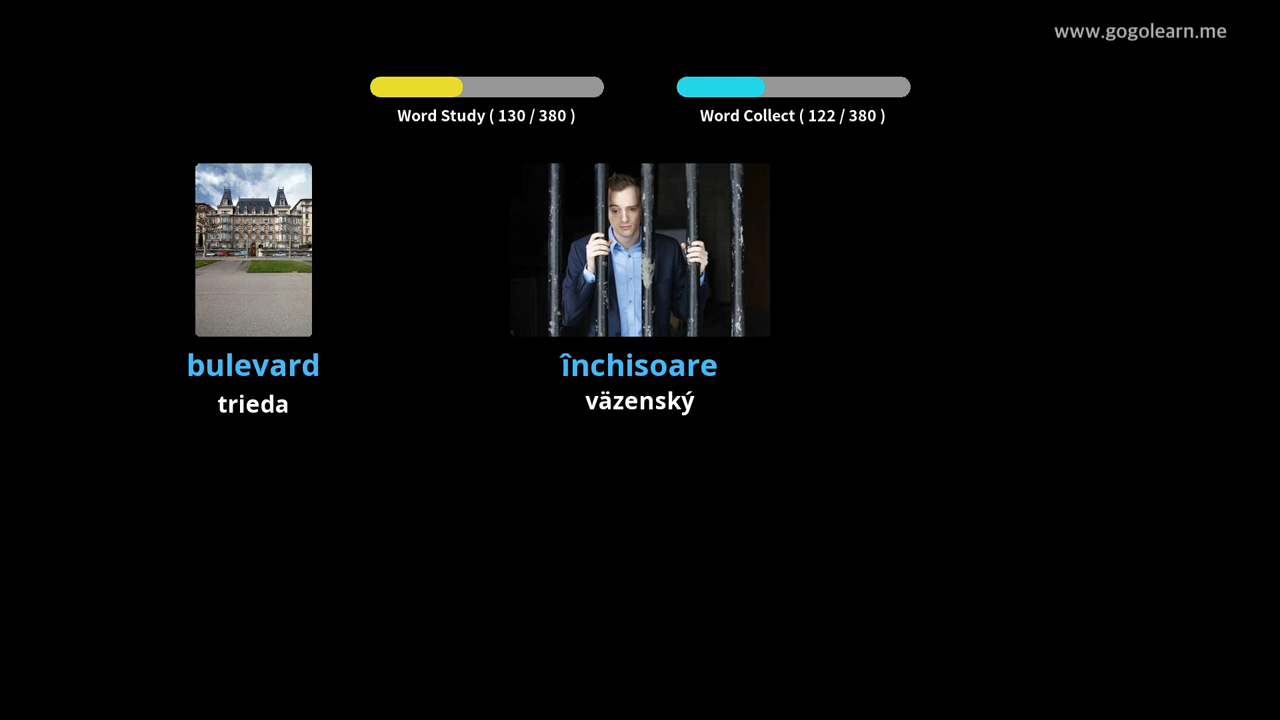 www.gogolearn.me
Word Study ( 130 / 380 )
Word Collect ( 122 / 380 )
bulevard
trieda
închisoare
väzenský